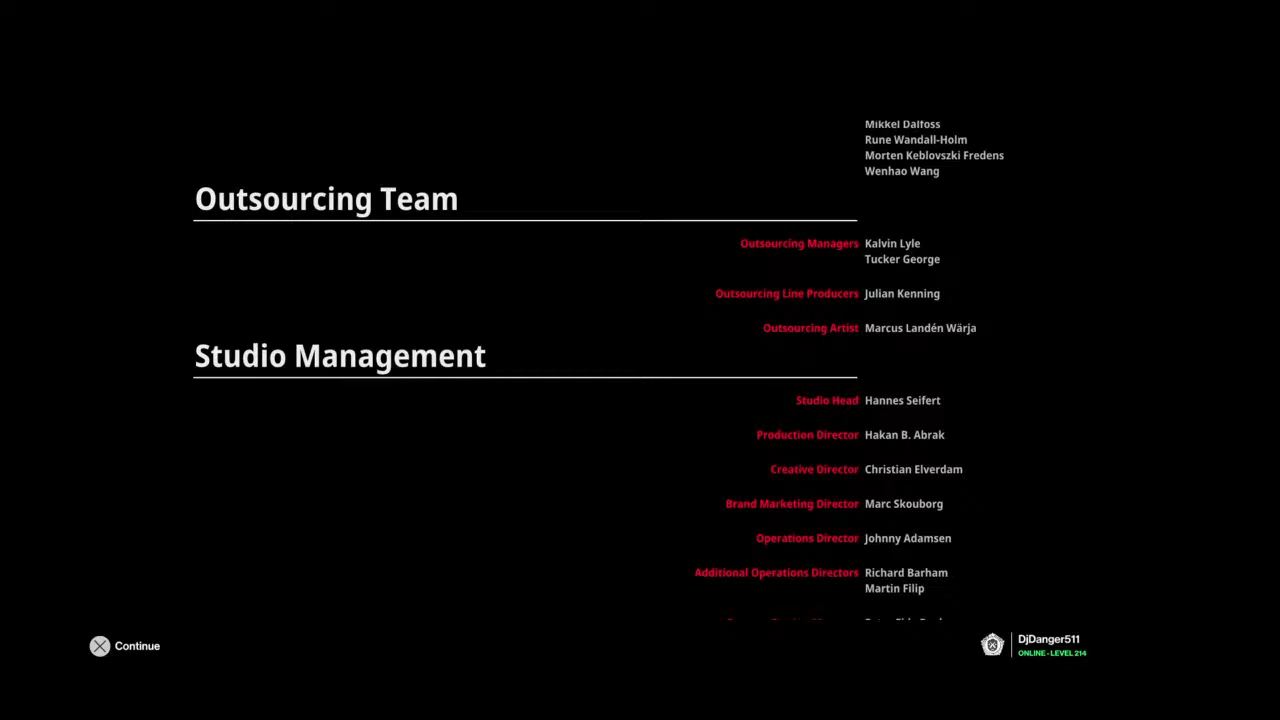 Mikkel Dalfoss
Rune Wandall-Holm
Morten Keblovszki Fredens
Wenhao Wang
Outsourcing Team
Outsourcing Managers Kalvin Lyle
Tucker George
Outsourcing Line Producers Julian Kenning
Outsourcing Artist Marcus Landén Wärja
Studio Management
Studio Head Hannes Seifert
Production Director Hakan B. Abrak
Creative Director Christian Elverdam
Brand Marketing Director Marc Skouborg
Operations Director Johnny Adamsen
Additional Operations Directors Richard Barham
Martin Filip
Continue
DjDanger511
ONLINE - LEVEL 214